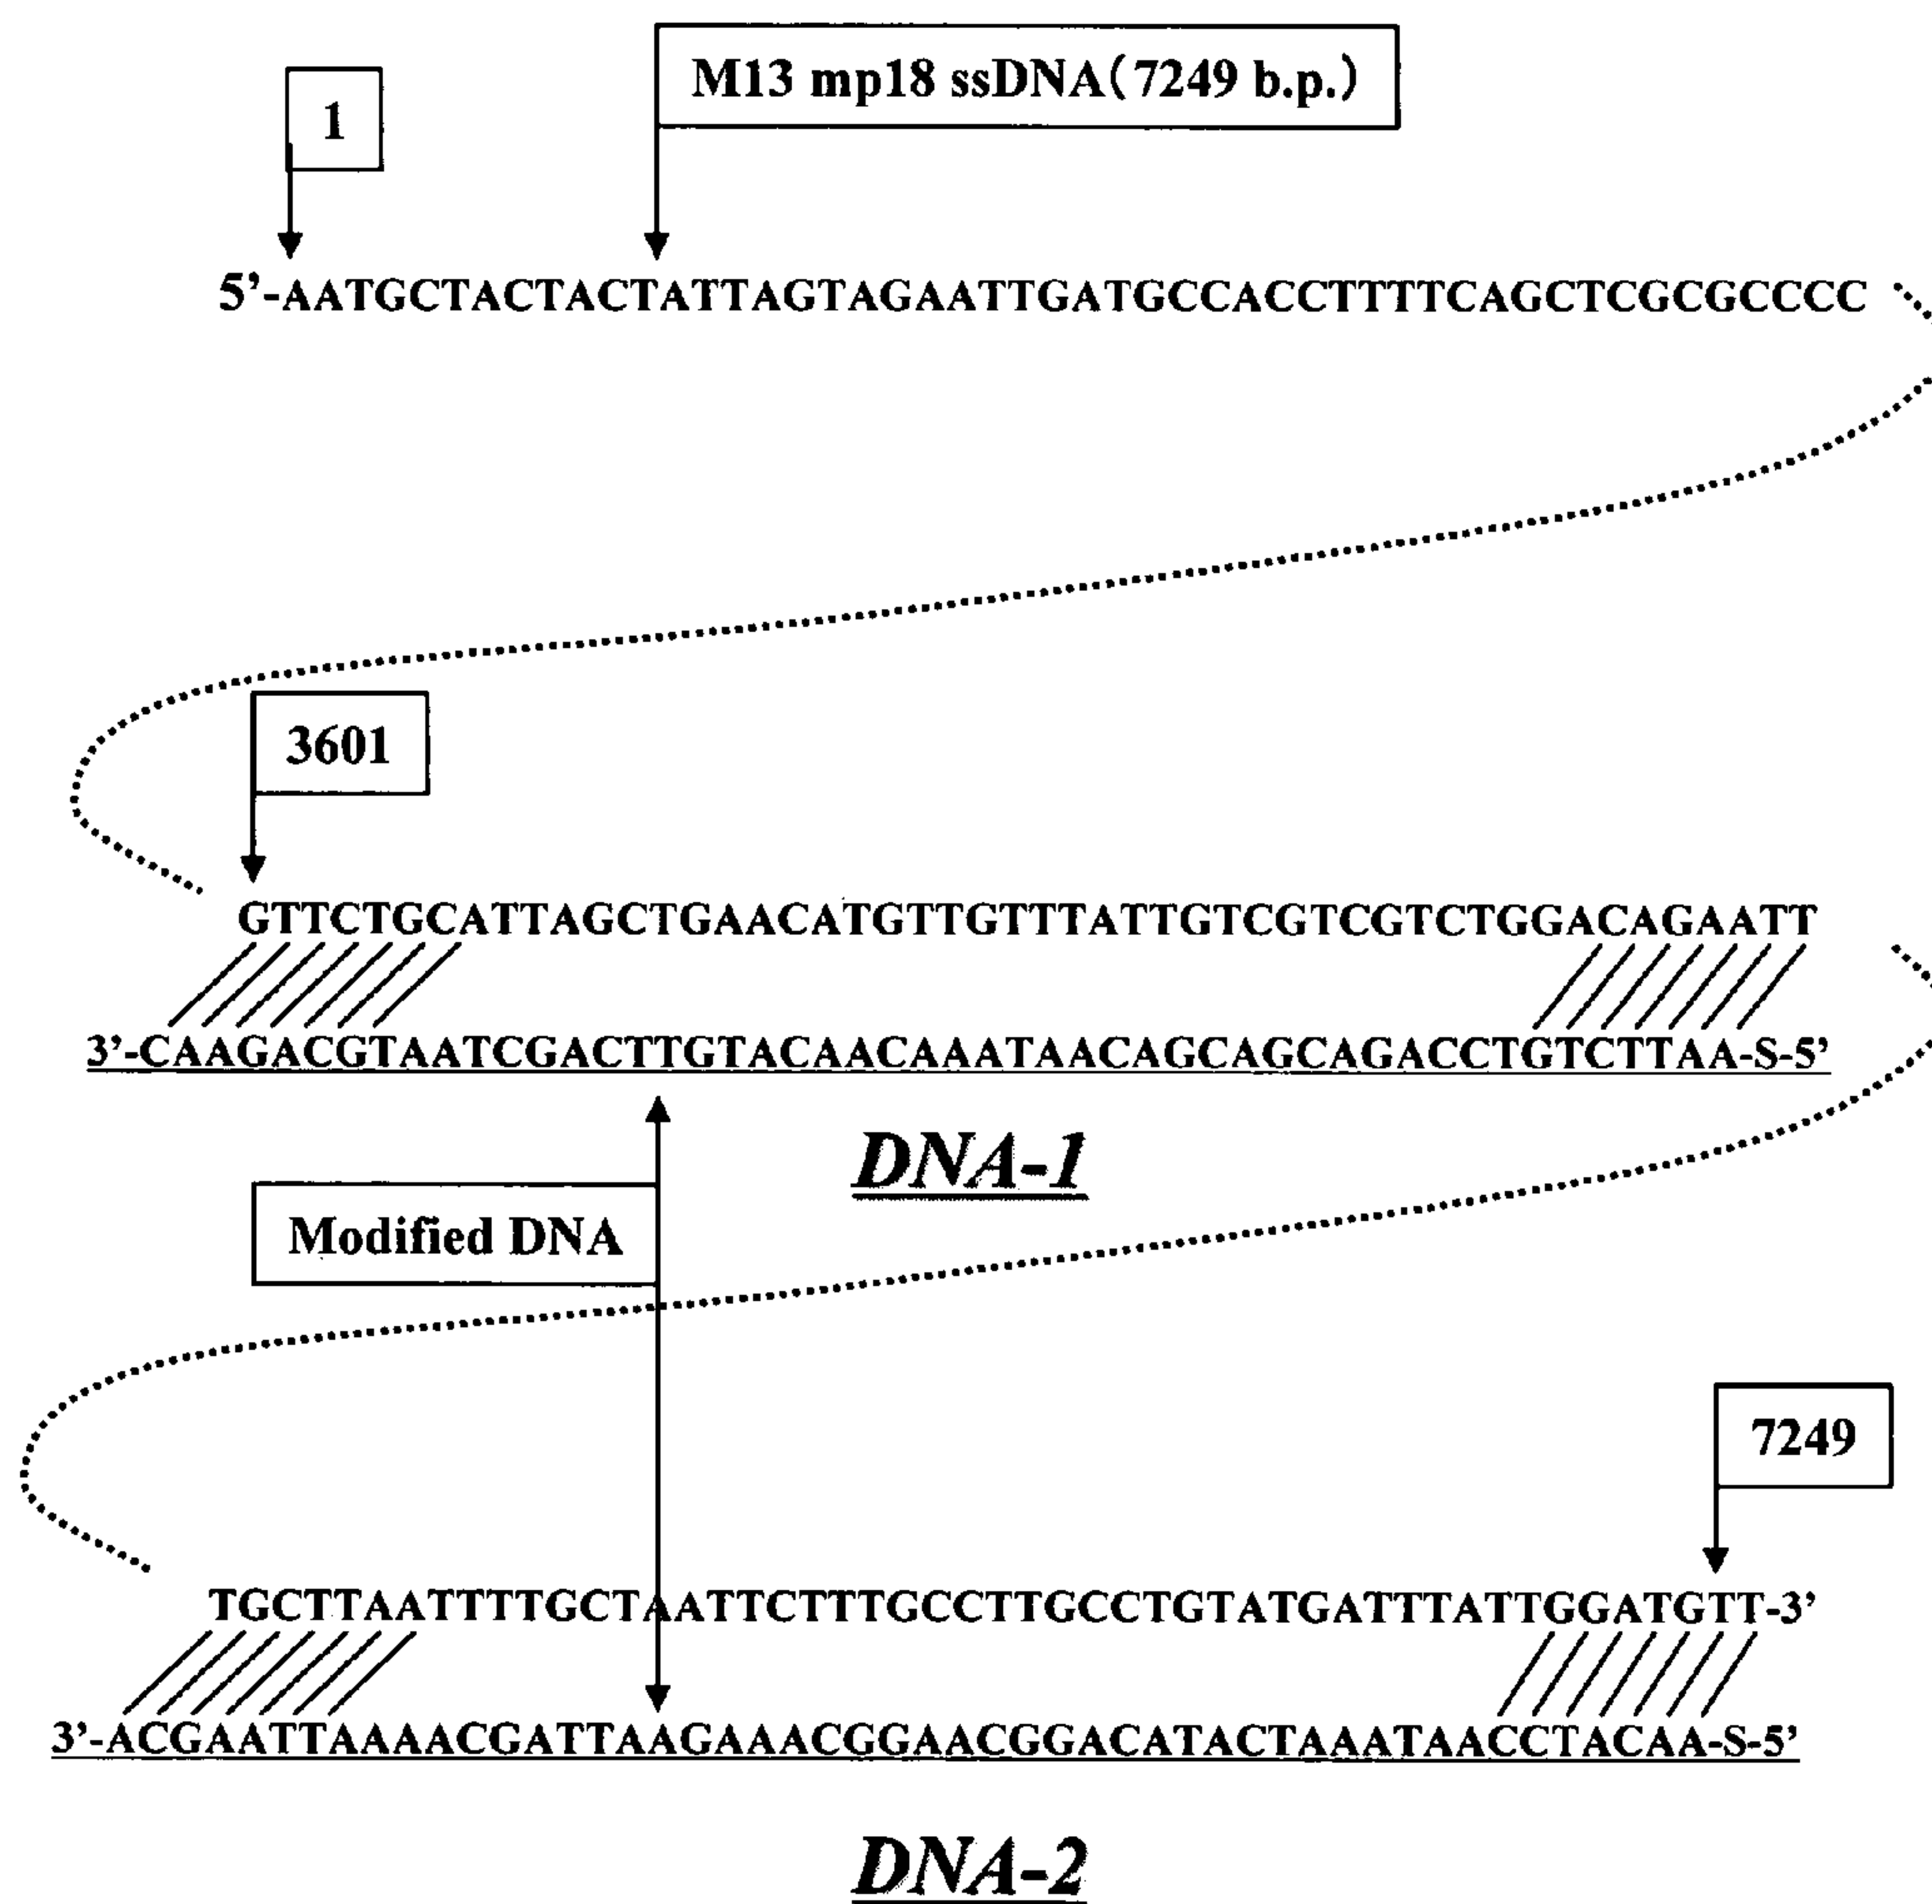 M13 mp18 ssDNA(7249 b.p.)
1
5’-AATGCTACTACTATTAGTAGAATTGATGCCACCTTTTCAGCTCGCGCCCC
3601
GTTCTGCATTAGCTGAACATGTTGTTTATTGTCGTCGTCTGGACAGAATT
3’-CAAGACGTAATCGACTTGTACAACAAATAACAGCAGCAGACCTGTCTTAA-S-5’
DNA-1
Modified DNA
7249
TGCTTAATTTTGCTAATTCTTTGCCTTGCCTGTATGATTTATTGGATGTT-3’
3’-ACGAATTAAAACGATTAAGAAACGGAACGGACATACTAAATAACCTACAA-S-5’
DNA-2